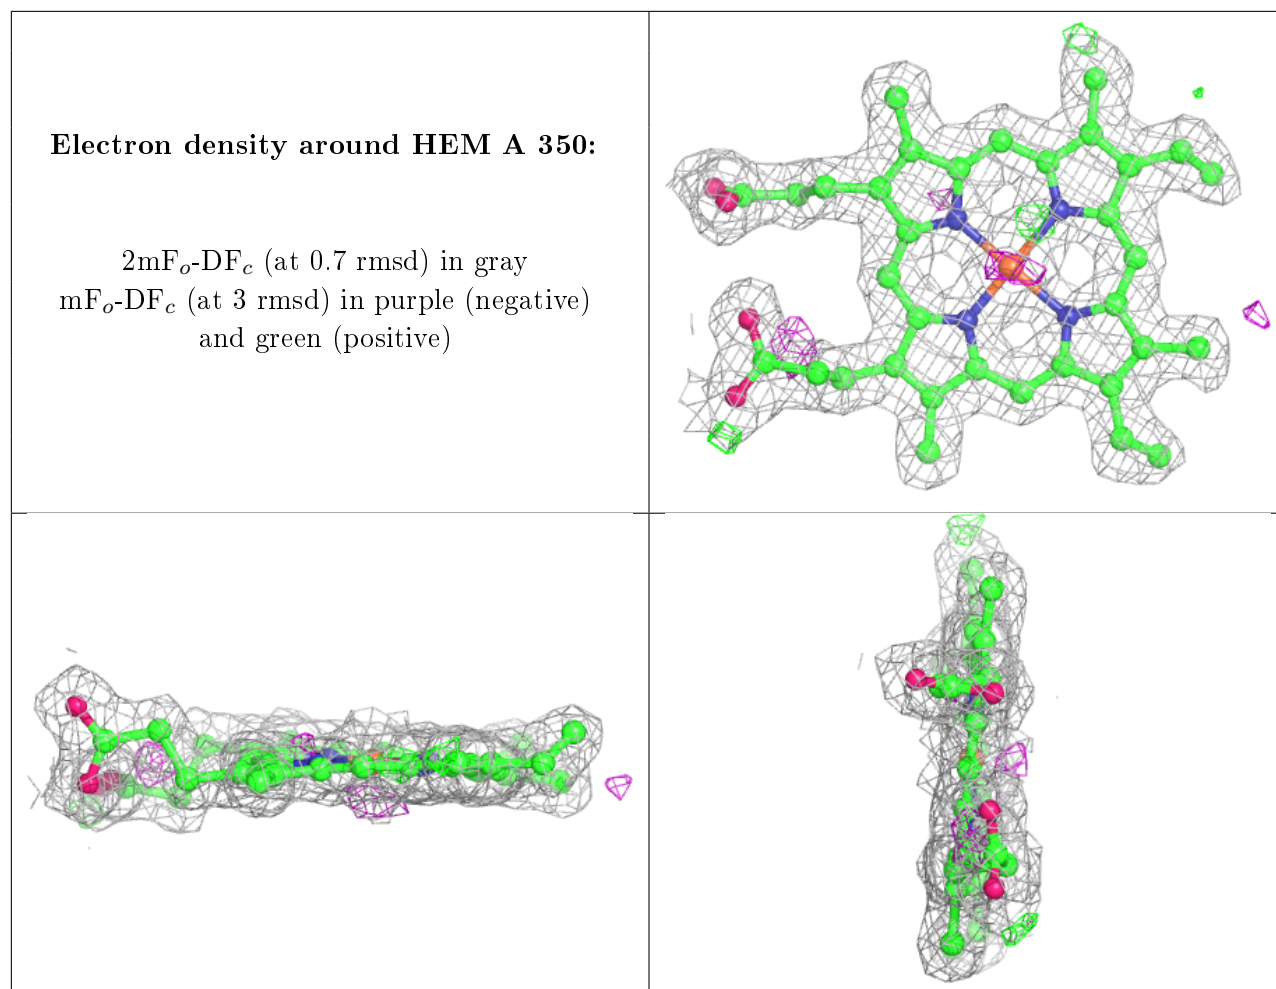 Electron density around HEM A 350:
2mFₒ-DF𝒸 (at 0.7 rmsd) in gray
mFₒ-DF𝒸 (at 3 rmsd) in purple (negative)
and green (positive)